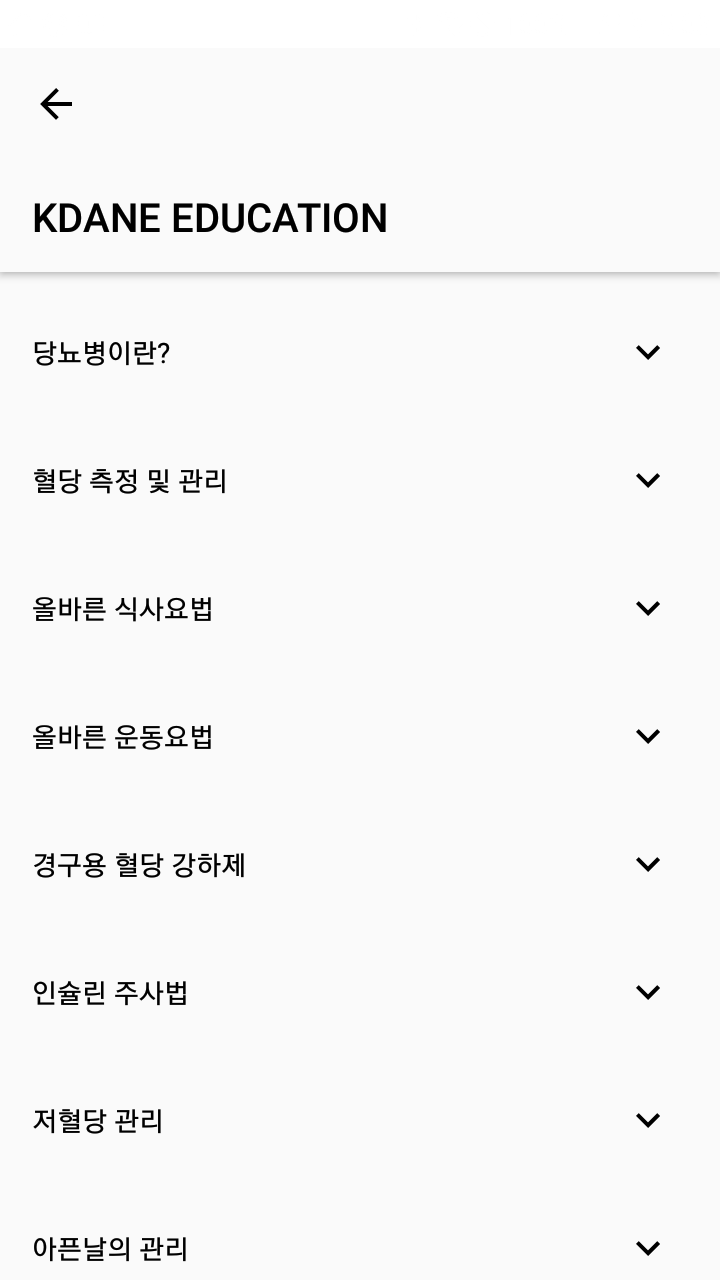 KDANE EDUCATION
당뇨병이란?
혈당 측정 및 관리
올바른 식사요법
올바른 운동요법
경구용 혈당 강하제
인슐린 주사법
저혈당 관리
아픈날의 관리